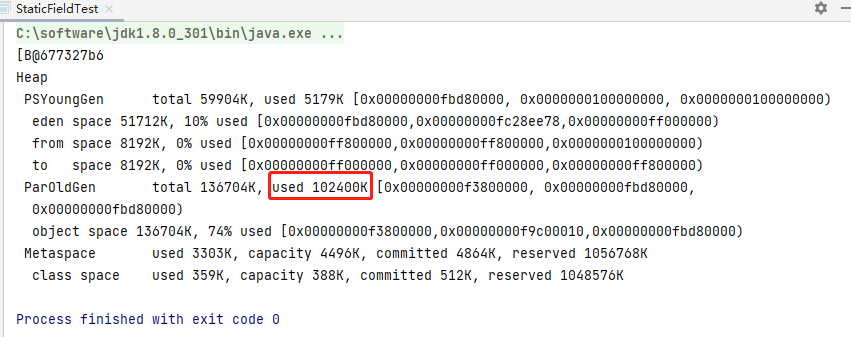 StaticFieldTest ×
C:\software\jdk1.8.0_301\bin\java.exe ...
[B@677327b6
Heap
PSYoungGen total 59904K, used 5179K [0x00000000fbd80000, 0x0000000100000000, 0x0000000100000000)
eden space 51712K, 10% used [0x00000000fbd80000,0x00000000fc28ee78,0x00000000ff000000)
from space 8192K, 0% used [0x00000000ff800000,0x00000000ff800000,0x0000000100000000)
to space 8192K, 0% used [0x00000000ff000000,0x00000000ff000000,0x00000000ff800000)
ParOldGen total 136704K, used 102400K [0x00000000f3800000, 0x00000000fbd80000,
0x00000000fbd80000)
object space 136704K, 74% used [0x00000000f3800000,0x00000000f9c00010,0x00000000fbd80000)
Metaspace used 3303K, capacity 4496K, committed 4864K, reserved 1056768K
class space used 359K, capacity 388K, committed 512K, reserved 1048576K
Process finished with exit code 0